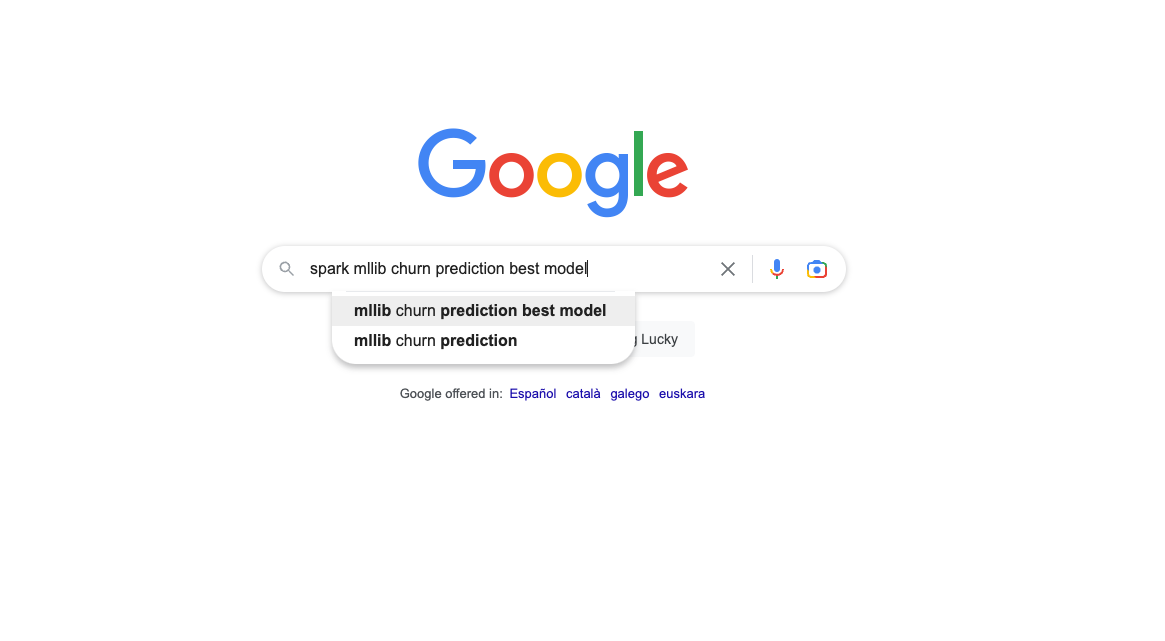 Google
spark mllib churn prediction best model
mllib churn prediction best model
mllib churn prediction
Lucky
Google offered in: Español català galego euskara